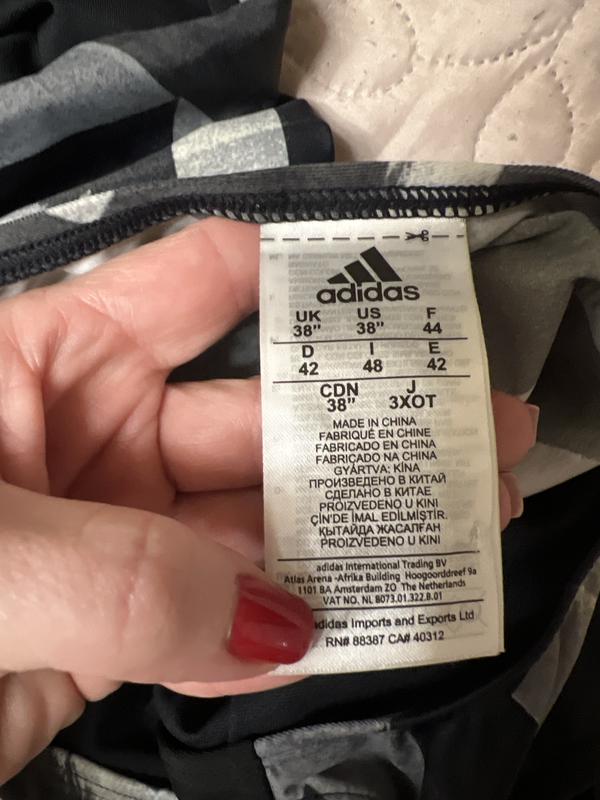 adidas
UK US F
38” 38” 44
D I E
42 48 42
CDN J
38” 3XOT
MADE IN CHINA
FABRIQUÉ EN CHINE
FABRICADO EN CHINA
FABRICADO NA CHINA
GYÁRTVA: KÍNA
ПРОИЗВЕДЕНО В КИТАЙ
СДЕЛАНО В КИТАЕ
PROIZVEDENO U KINI
ÇİN'DE İMAL EDİLMİŞTİR.
ҚЫТАЙДА ЖАСАЛҒАН
PROIZVEDENO U KINI
adidas International Trading BV
Atlas Arena -Afrika Building Hoogoorddreef 9a
1101 BA Amsterdam ZO The Netherlands
VAT NO. NL 8073.01.322.B.01
adidas Imports and Exports Ltd
RN# 88387 CA# 40312